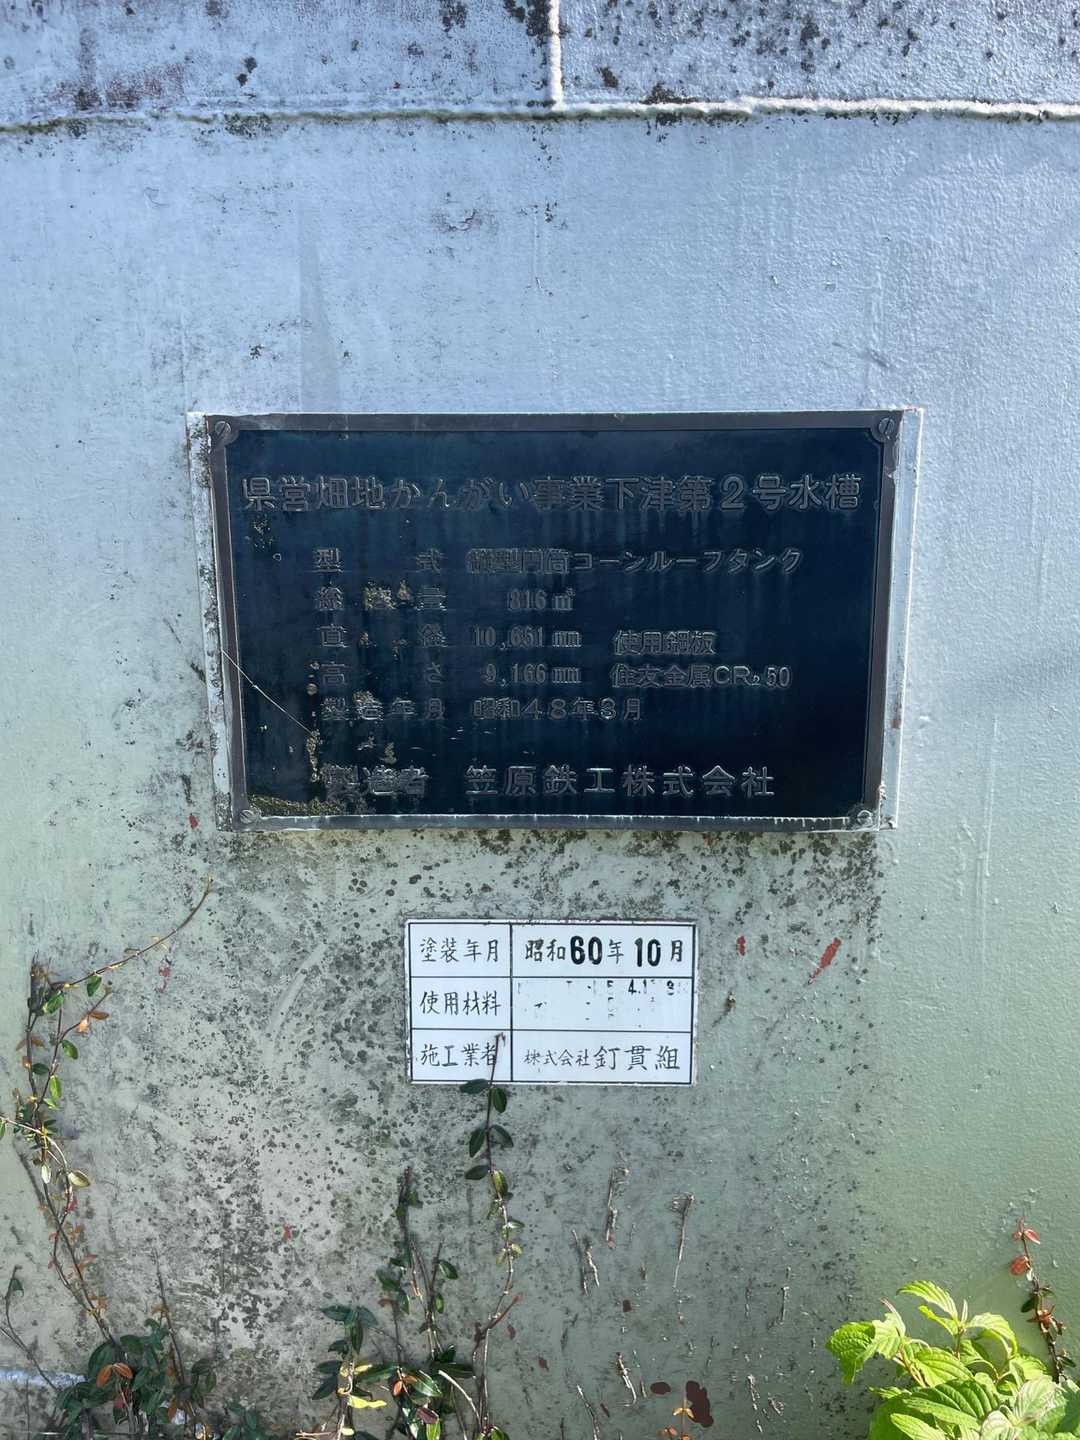 県営畑地かんがい事業下津第2号水槽
型 式 縦型円筒コーンルーフタンク
総 容 量 816㎥
直 径 10,651㎜ 使用鋼板
高 さ 9,166㎜ 住友金属CR₂50
製造年月 昭和48年3月
製造者 笠原鉄工株式会社
塗装年月 昭和60年10月
使用材料
施工業者 株式会社釘貫組